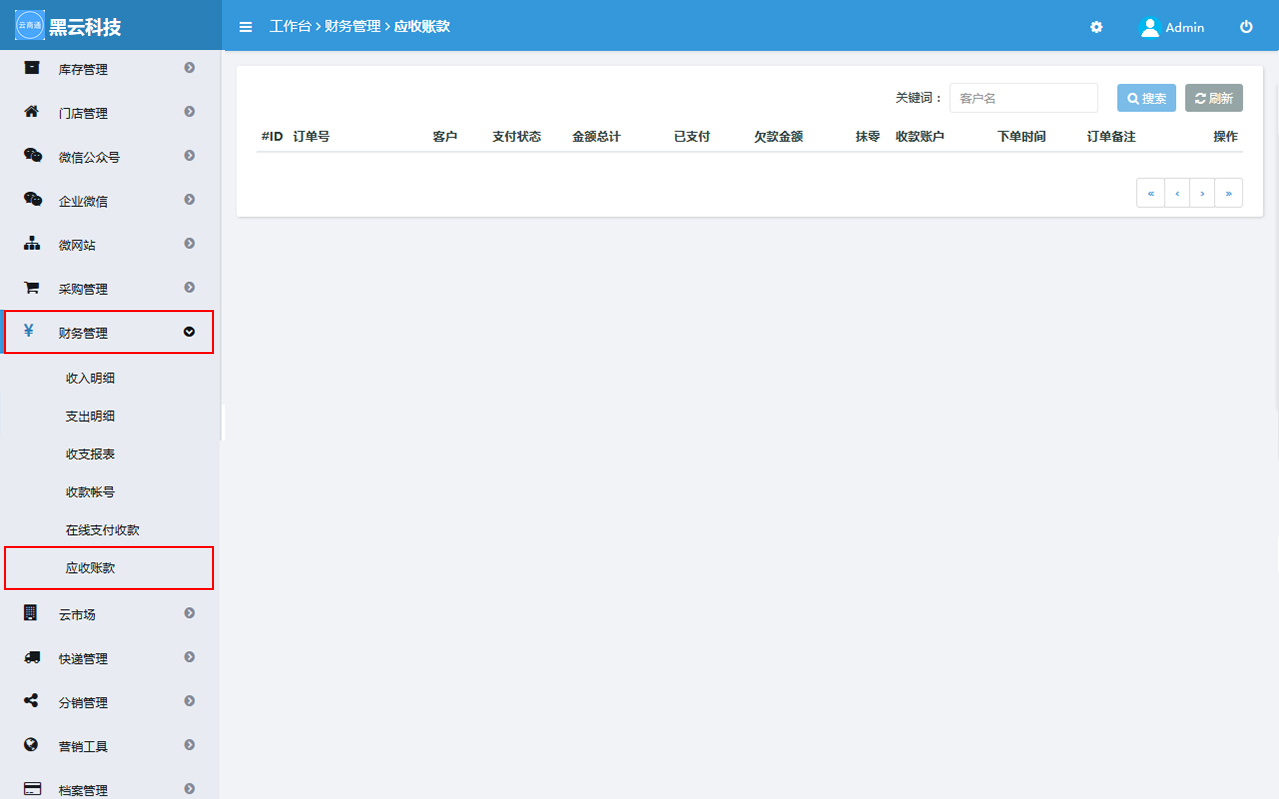 云商通
黑云科技
工作台 › 财务管理 › 应收账款
Admin
库存管理
门店管理
微信公众号
企业微信
微网站
采购管理
¥ 财务管理
收入明细
支出明细
收支报表
收款帐号
在线支付收款
应收账款
云市场
快递管理
分销管理
营销工具
档案管理
关键词： 客户名 搜索 刷新
#ID 订单号 客户 支付状态 金额总计 已支付 欠款金额 抹零 收款账户 下单时间 订单备注 操作
« ‹ › »